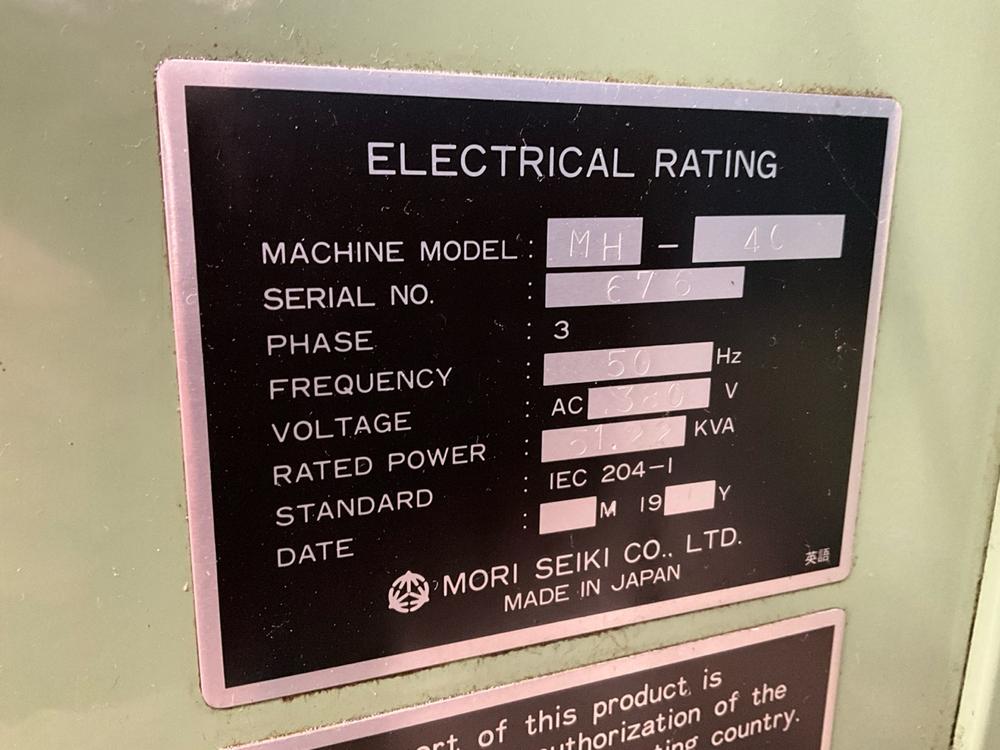 ELECTRICAL RATING
MACHINE MODEL : MH - 40
SERIAL NO. : 676
PHASE : 3
FREQUENCY : 50 Hz
VOLTAGE : AC 380 V
RATED POWER : 51.22 KVA
STANDARD : IEC 204-1
DATE : M 19 Y
MORI SEIKI CO., LTD.
MADE IN JAPAN
英語
of this product is
of the
country.